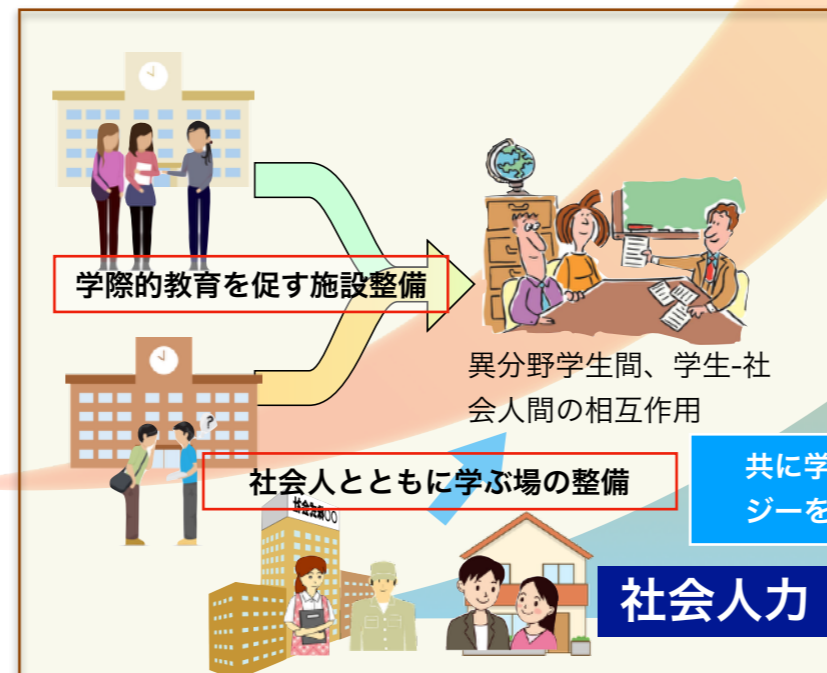 学際的教育を促す施設整備
異分野学生間、学生-社
会人間の相互作用
?
社会人とともに学ぶ場の整備
共に学
ジーを
社会人力